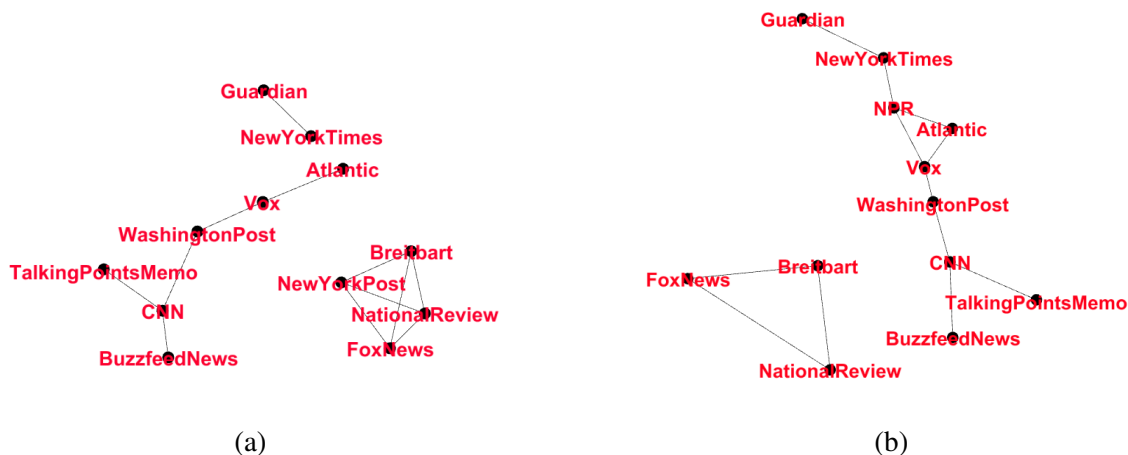 Guardian
NewYorkTimes
Atlantic
Vox
WashingtonPost
TalkingPointsMemo
CNN
BuzzfeedNews
Breitbart
NewYorkPost
NationalReview
FoxNews
(a)
Guardian
NewYorkTimes
NPR
Atlantic
Vox
WashingtonPost
CNN
TalkingPointsMemo
BuzzfeedNews
FoxNews
Breitbart
NationalReview
(b)